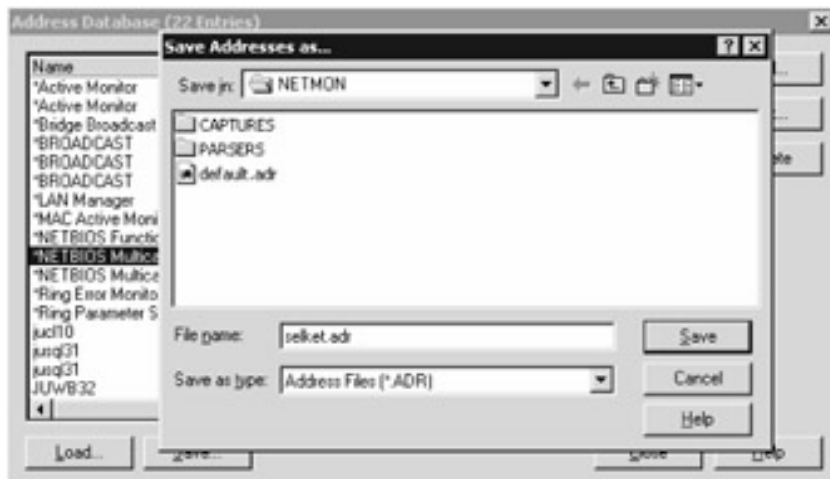 Address Database (22 Entries)
Save Addresses as...
Name
*Active Monitor
*Active Monitor
*Bridge Broadcast
*BROADCAST
*BROADCAST
*BROADCAST
*LAN Manager
*MAC Active Moni
*NETBIOS Functio
*NETBIOS Multica
*NETBIOS Multica
*Ring Error Monito
*Ring Parameter S
jucl10
jusql31
jusql31
JUWB32
Save in: NETMON
CAPTURES
PARSERS
default.adr
File name: selket.adr
Save
Save as type: Address Files (*.ADR)
Cancel
Help
Load... Save... Close Help